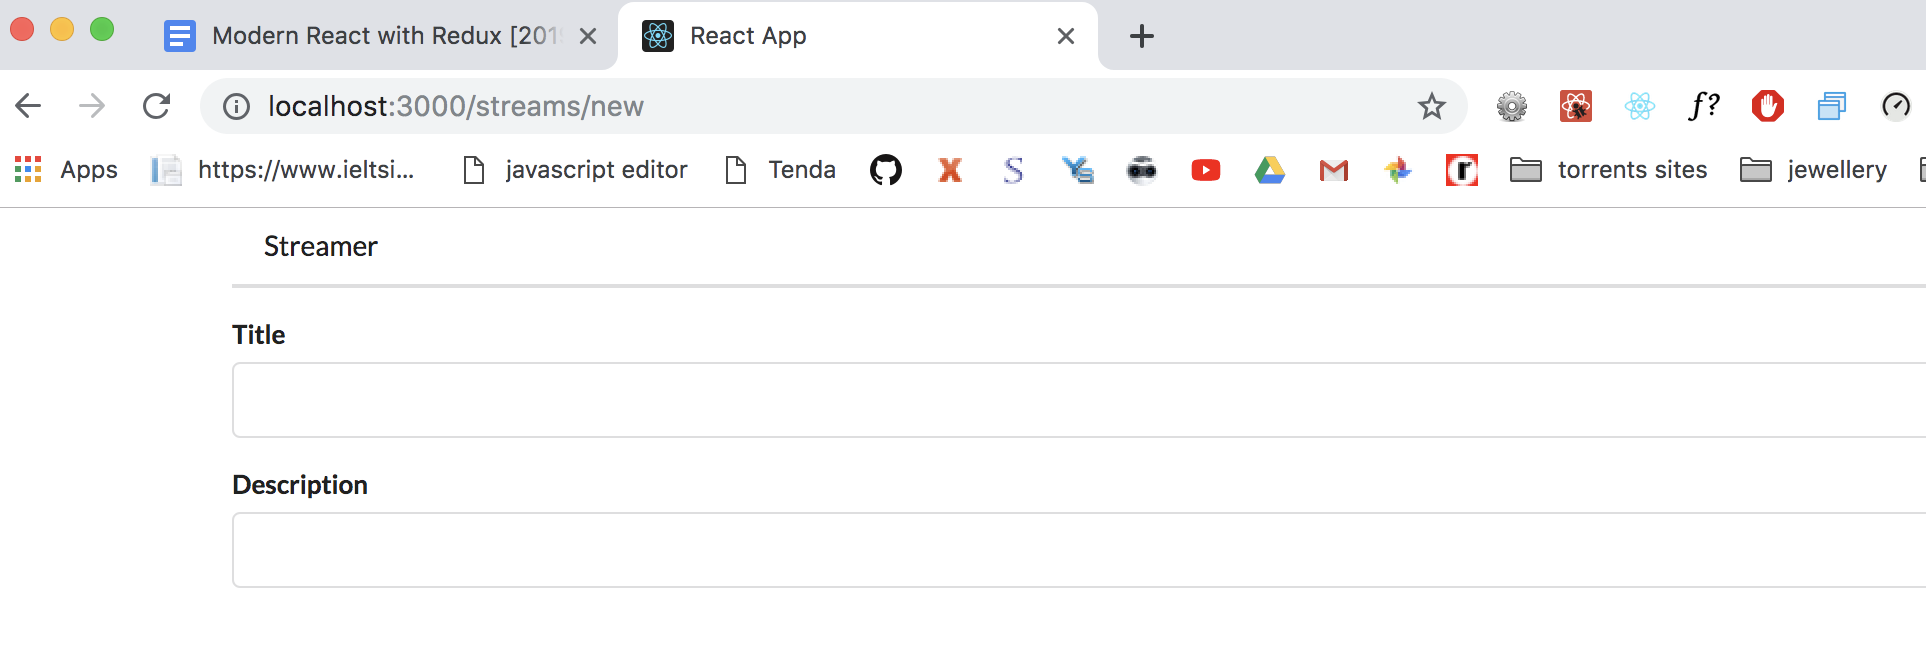 Modern React with Redux [201
React App
localhost:3000/streams/new
f?
Apps
https://www.ieltsi...
javascript editor
Tenda
torrents sites
jewellery
Streamer
Title
Description